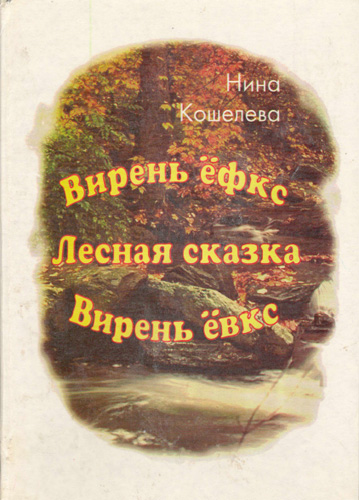 Нина
Кошелева
Вирень ёфкс
Лесная сказка
Вирень ёвкс